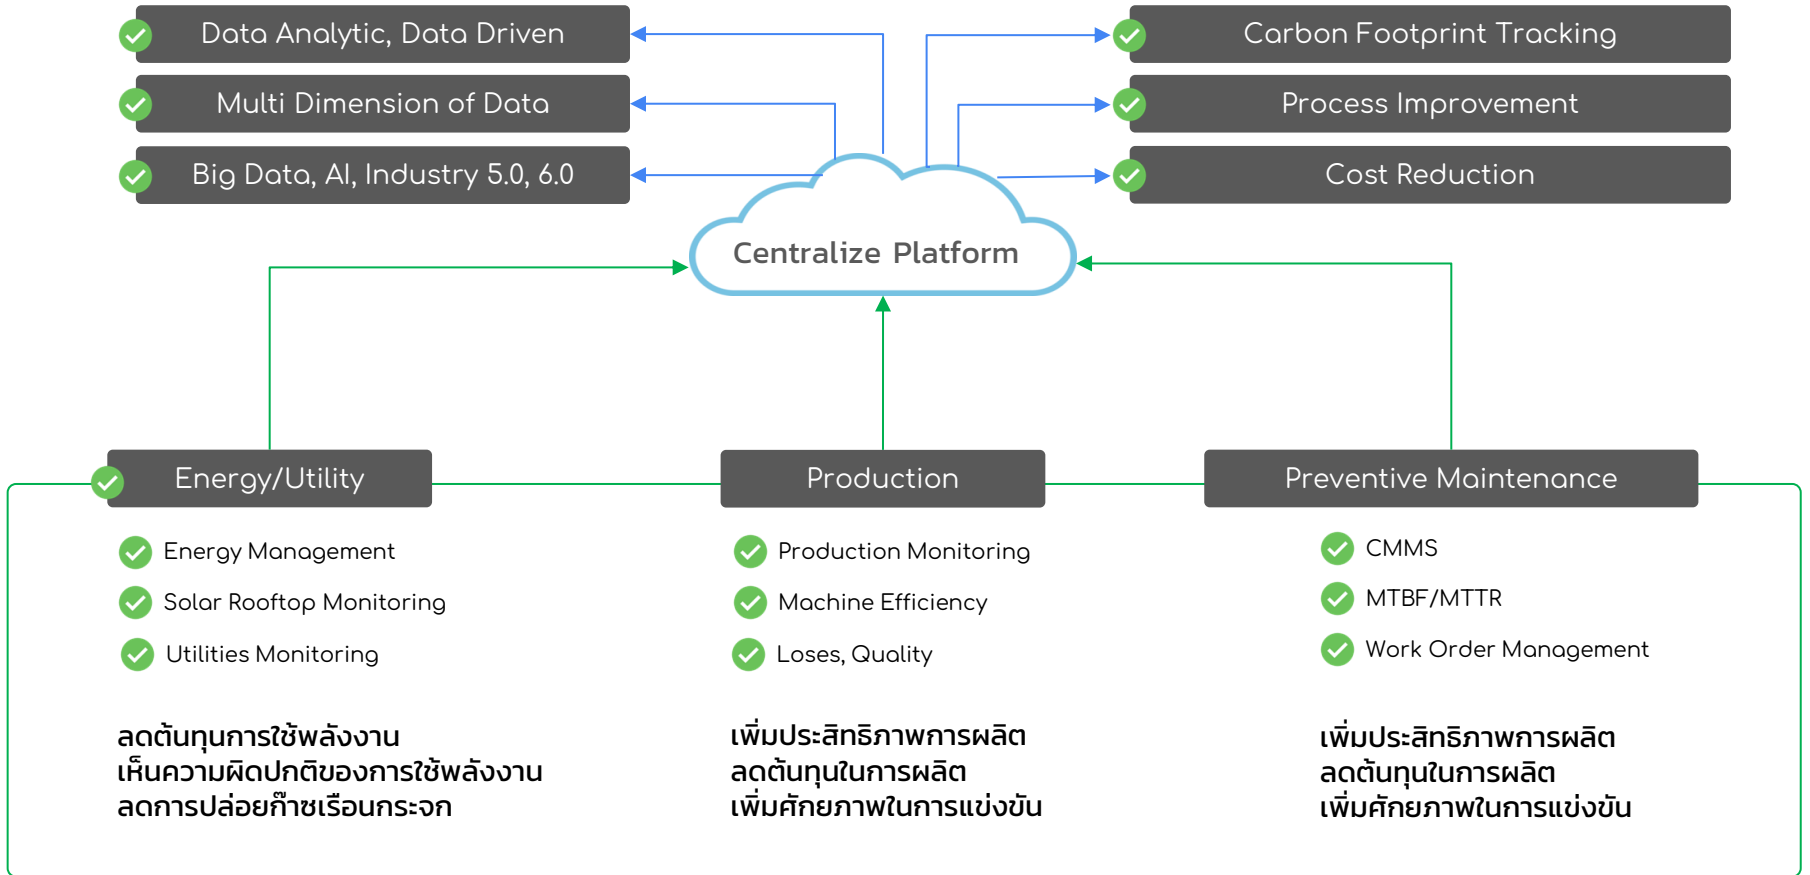 Data Analytic, Data Driven
Carbon Footprint Tracking
Multi Dimension of Data
Process Improvement
Big Data, AI, Industry 5.0, 6.0
Cost Reduction
Centralize Platform
Energy/Utility
Energy Management
Solar Rooftop Monitoring
Utilities Monitoring
ลดต้นทุนการใช้พลังงาน
เห็นความผิดปกติของการใช้พลังงาน
ลดการปล่อยก๊าซเรือนกระจก
Production
Production Monitoring
Machine Efficiency
Loses, Quality
เพิ่มประสิทธิภาพการผลิต
ลดต้นทุนในการผลิต
เพิ่มศักยภาพในการแข่งขัน
Preventive Maintenance
CMMS
MTBF/MTTR
Work Order Management
เพิ่มประสิทธิภาพการผลิต
ลดต้นทุนในการผลิต
เพิ่มศักยภาพในการแข่งขัน